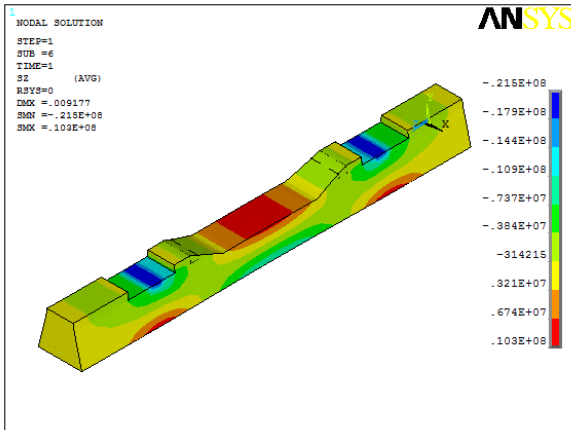 1
NODAL SOLUTION
STEP=1
SUB =6
TIME=1
SZ (AVG)
RSYS=0
DMX =.009177
SMN =-.215E+08
SMX =.103E+08
ANSYS
X
-.215E+08
-.179E+08
-.144E+08
-.109E+08
-.737E+07
-.384E+07
-314215
.321E+07
.674E+07
.103E+08